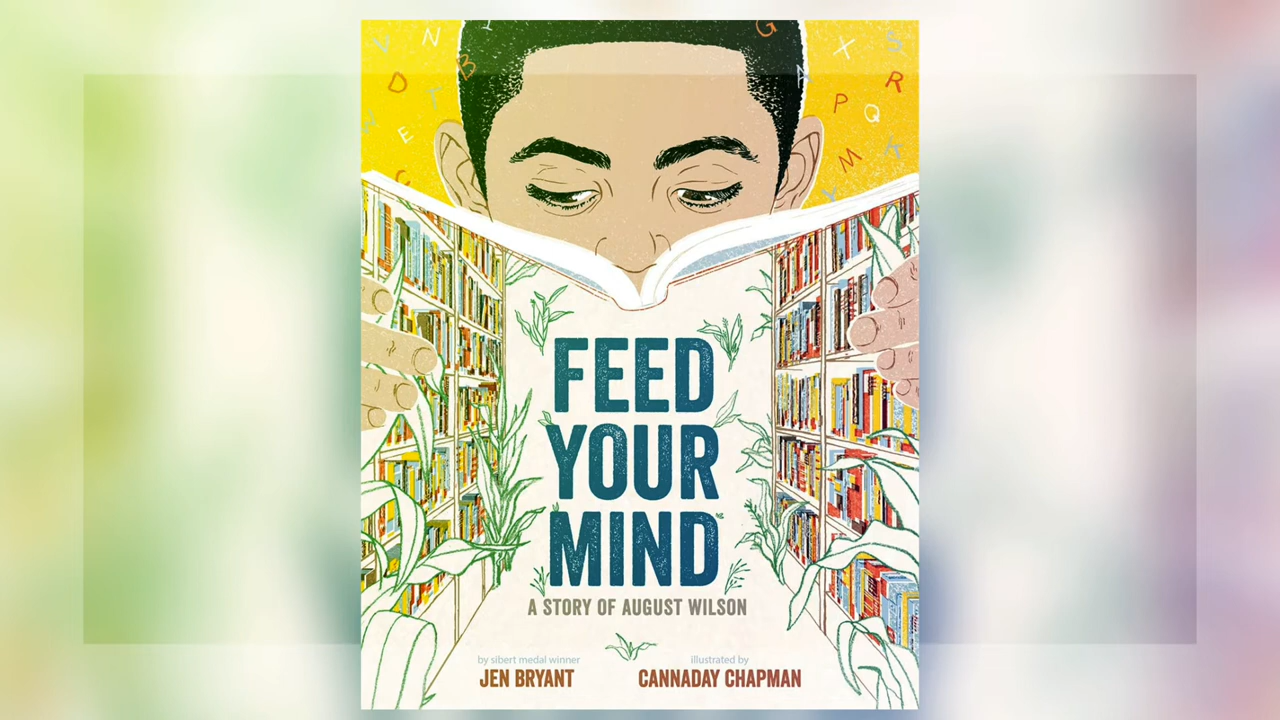 FEED
YOUR
MIND
A STORY OF AUGUST WILSON
by sibert medal winner
JEN BRYANT
illustrated by
CANNADAY CHAPMAN